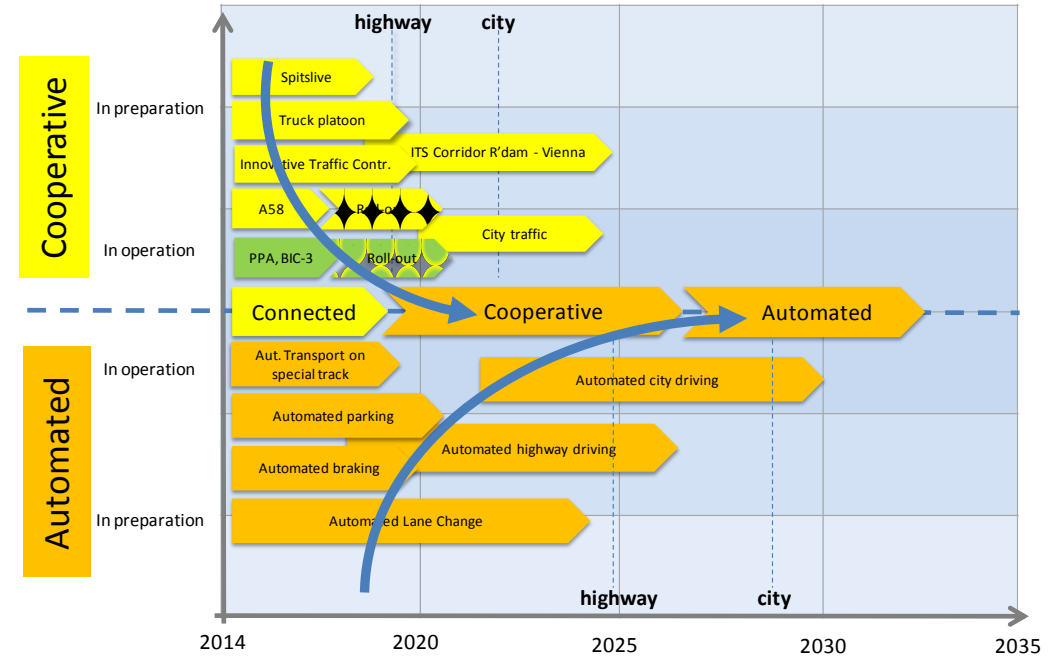 highway
city
Cooperative
In preparation
In operation
Spitslive
Truck platoon
ITS Corridor R'dam - Vienna
Innovative Traffic Contr.
A58
Roll-out
City traffic
PPA, BIC-3
Roll-out
Connected
Cooperative
Automated
Automated
In operation
In preparation
Aut. Transport on
special track
Automated city driving
Automated parking
Automated highway driving
Automated braking
Automated Lane Change
highway
city
2014
2020
2025
2030
2035